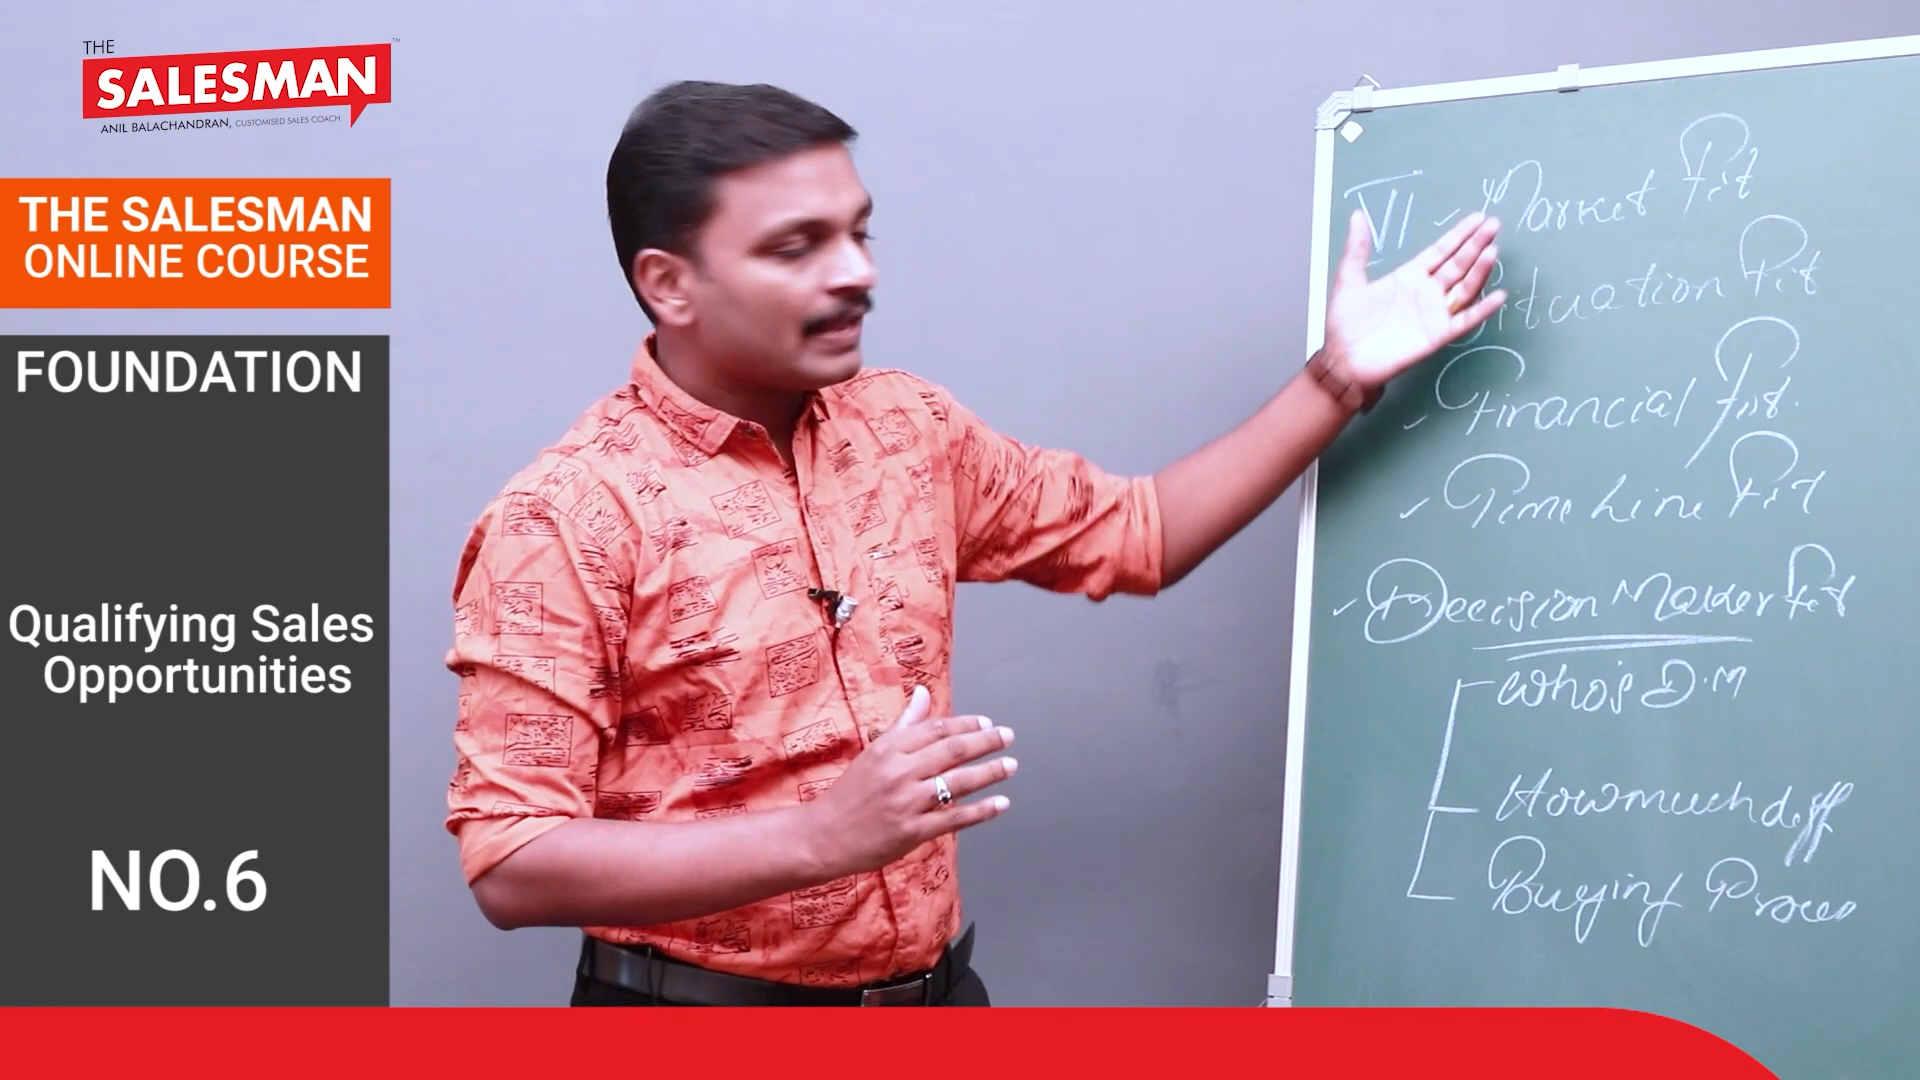 THE
SALESMAN™
ANIL BALACHANDRAN, CUSTOMISED SALES COACH
THE SALESMAN
ONLINE COURSE
FOUNDATION
Qualifying Sales
Opportunities
NO.6
VI Market Fit
Situation Fit
Financial Fit.
Time Line Fit
Decision Maker Fit
Who's D.M
How much diff
Buying Process